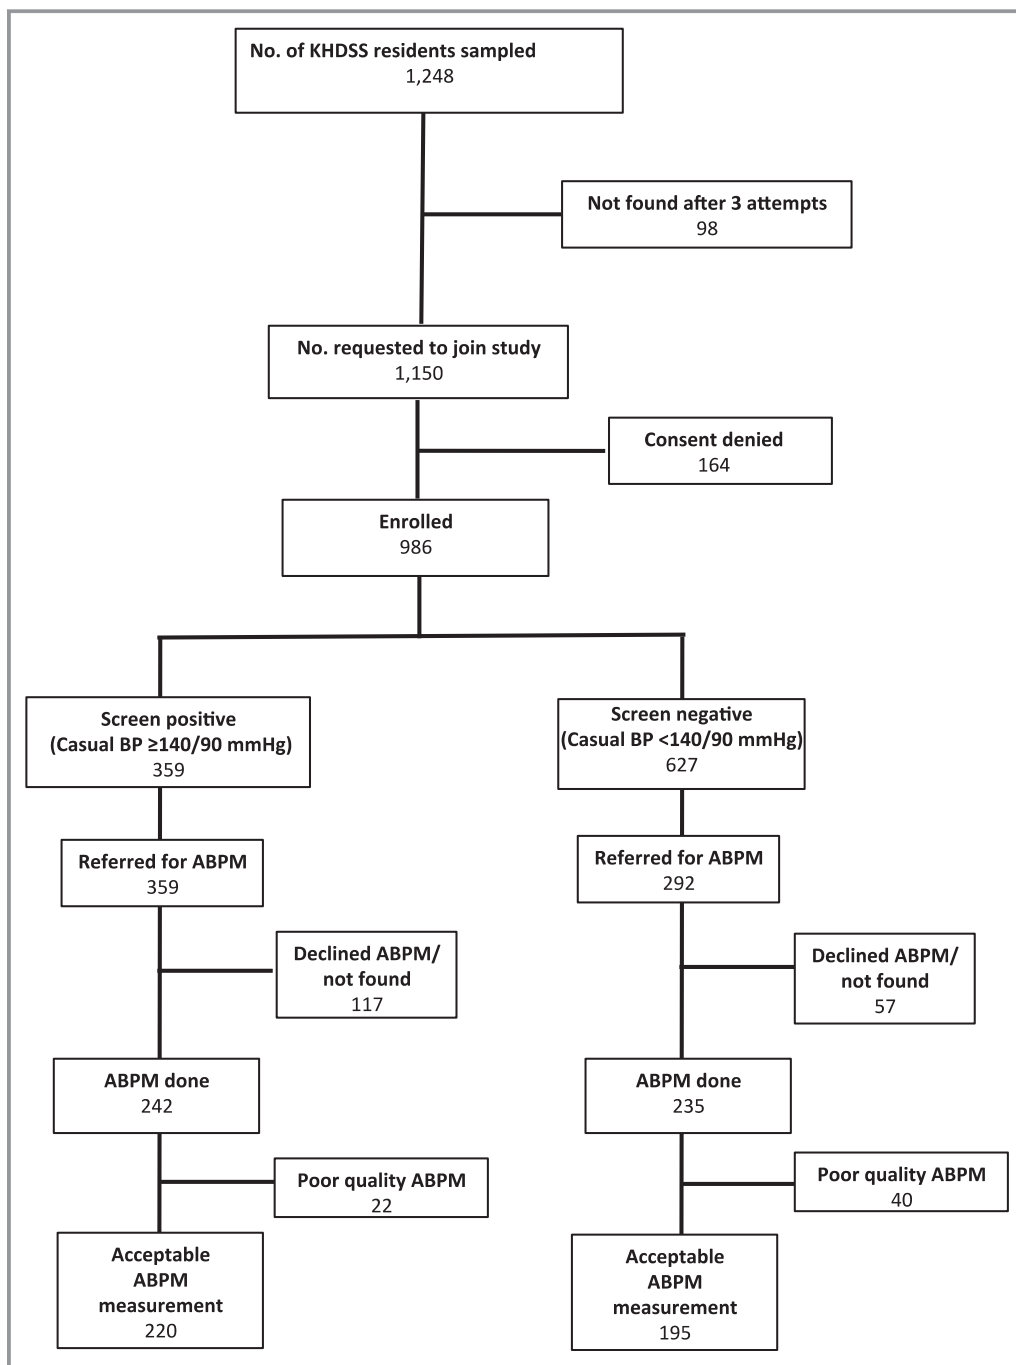 No. of KHDSS residents sampled
1,248
Not found after 3 attempts
98
No. requested to join study
1,150
Consent denied
164
Enrolled
986
Screen positive
(Casual BP ≥140/90 mmHg)
359
Screen negative
(Casual BP <140/90 mmHg)
627
Referred for ABPM
359
Referred for ABPM
292
Declined ABPM/
not found
117
Declined ABPM/
not found
57
ABPM done
242
ABPM done
235
Poor quality ABPM
22
Poor quality ABPM
40
Acceptable
ABPM
measurement
220
Acceptable
ABPM
measurement
195